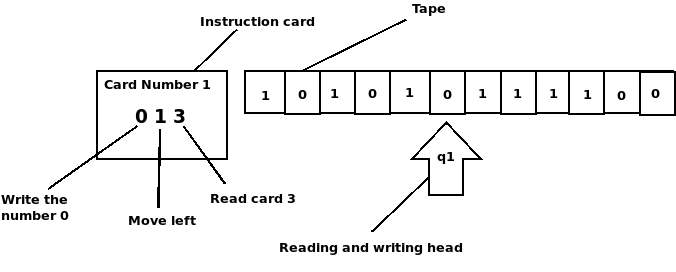 Tape
Instruction card
Card Number 1
0 1 3
1 0 1 0 1 0 1 1 1 1 0 0
q1
Write the
number 0
Move left
Read card 3
Reading and writing head